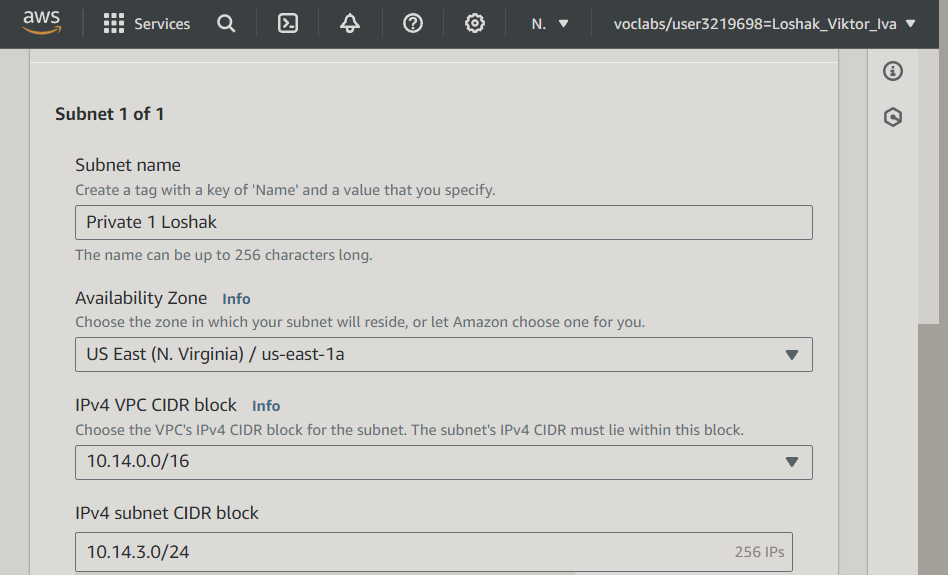 aws
Services
N.
voclabs/user3219698=Loshak_Viktor_Iva
Subnet 1 of 1
Subnet name
Create a tag with a key of 'Name' and a value that you specify.
Private 1 Loshak
The name can be up to 256 characters long.
Availability Zone Info
Choose the zone in which your subnet will reside, or let Amazon choose one for you.
US East (N. Virginia) / us-east-1a
IPv4 VPC CIDR block Info
Choose the VPC's IPv4 CIDR block for the subnet. The subnet's IPv4 CIDR must lie within this block.
10.14.0.0/16
IPv4 subnet CIDR block
10.14.3.0/24 256 IPs